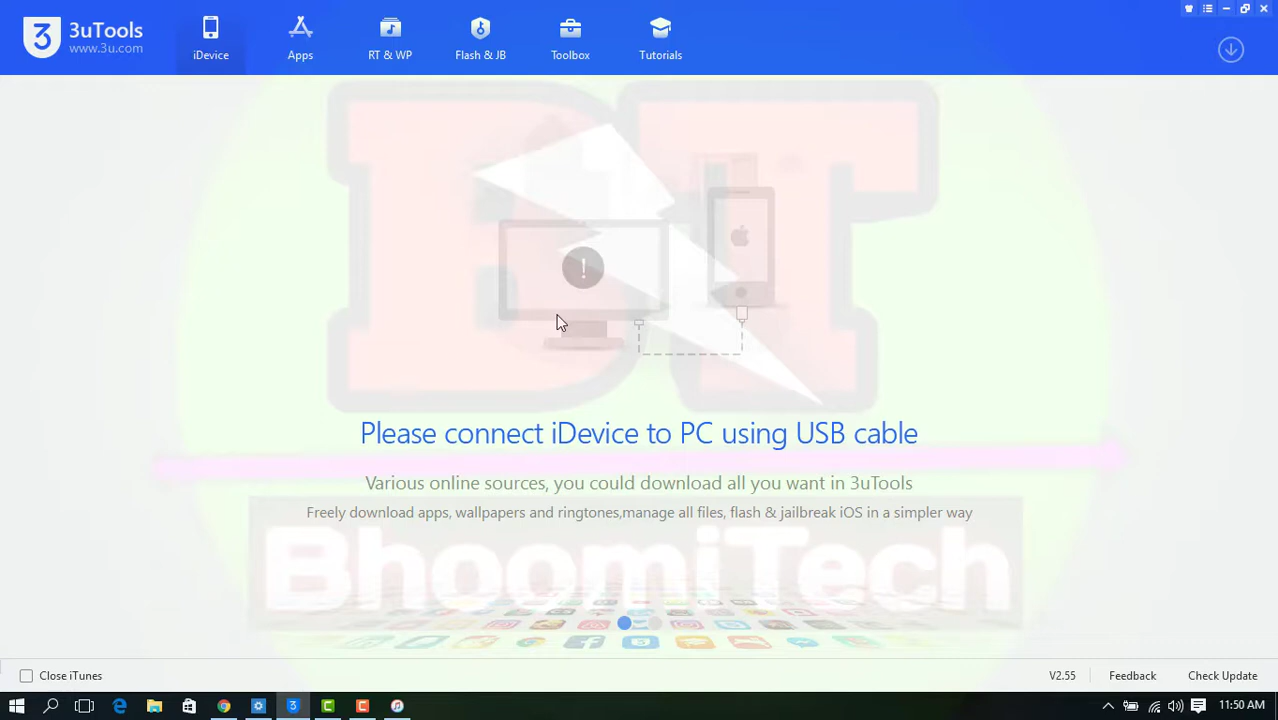 3 3uTools
www.3u.com
iDevice
Apps
RT & WP
Flash & JB
Toolbox
Tutorials
BT
!
Please connect iDevice to PC using USB cable
Various online sources, you could download all you want in 3uTools
Freely download apps, wallpapers and ringtones,manage all files, flash & jailbreak iOS in a simpler way
BhoomiTech
Close iTunes
V2.55
Feedback
Check Update
11:50 AM